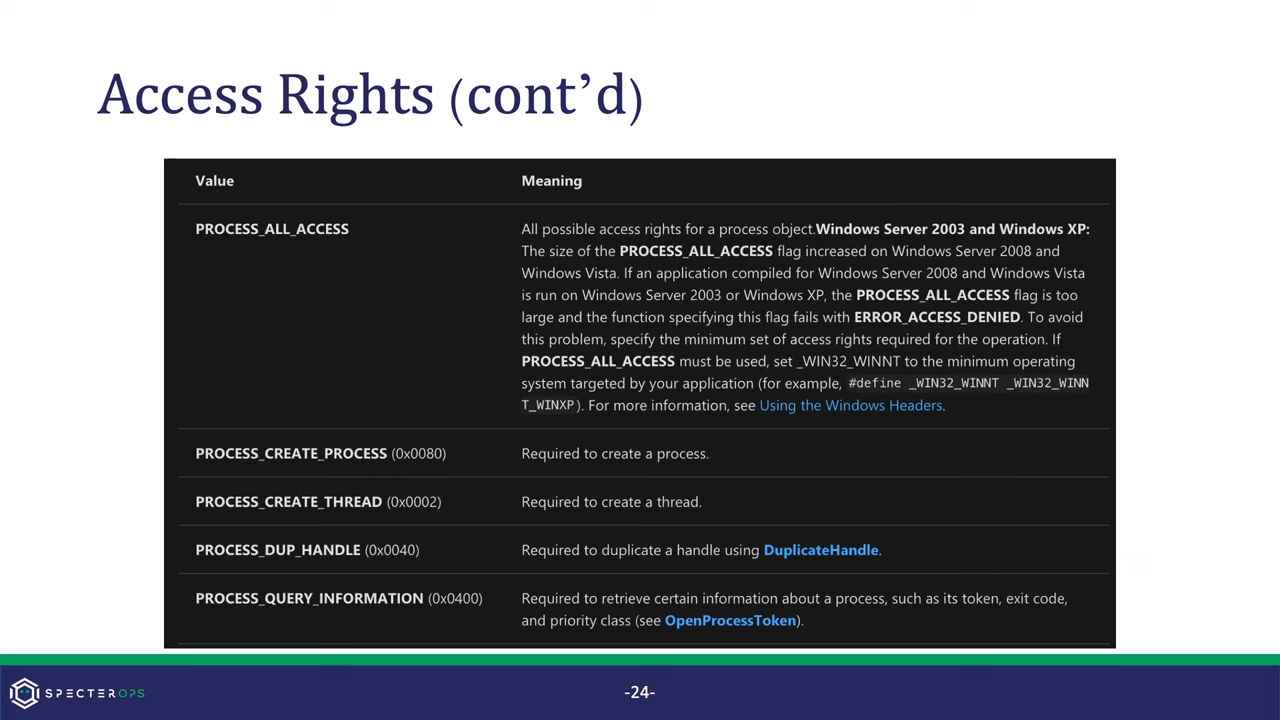 Access Rights (cont’d)
Value Meaning
PROCESS_ALL_ACCESS All possible access rights for a process object.Windows Server 2003 and Windows XP:
The size of the PROCESS_ALL_ACCESS flag increased on Windows Server 2008 and
Windows Vista. If an application compiled for Windows Server 2008 and Windows Vista
is run on Windows Server 2003 or Windows XP, the PROCESS_ALL_ACCESS flag is too
large and the function specifying this flag fails with ERROR_ACCESS_DENIED. To avoid
this problem, specify the minimum set of access rights required for the operation. If
PROCESS_ALL_ACCESS must be used, set _WIN32_WINNT to the minimum operating
system targeted by your application (for example, #define _WIN32_WINNT _WIN32_WINN
T_WINXP). For more information, see Using the Windows Headers.
PROCESS_CREATE_PROCESS (0x0080) Required to create a process.
PROCESS_CREATE_THREAD (0x0002) Required to create a thread.
PROCESS_DUP_HANDLE (0x0040) Required to duplicate a handle using DuplicateHandle.
PROCESS_QUERY_INFORMATION (0x0400) Required to retrieve certain information about a process, such as its token, exit code,
and priority class (see OpenProcessToken).
SPECTEROPS -24-